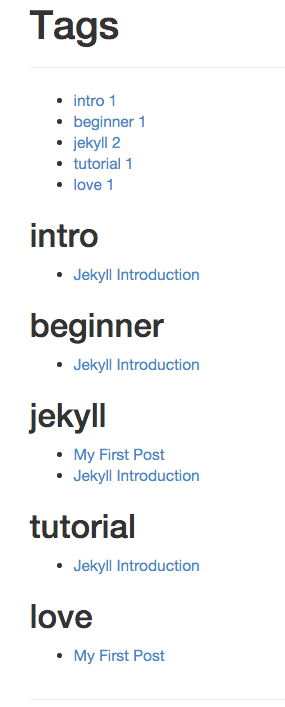 Tags
intro 1
beginner 1
jekyll 2
tutorial 1
love 1
intro
Jekyll Introduction
beginner
Jekyll Introduction
jekyll
My First Post
Jekyll Introduction
tutorial
Jekyll Introduction
love
My First Post